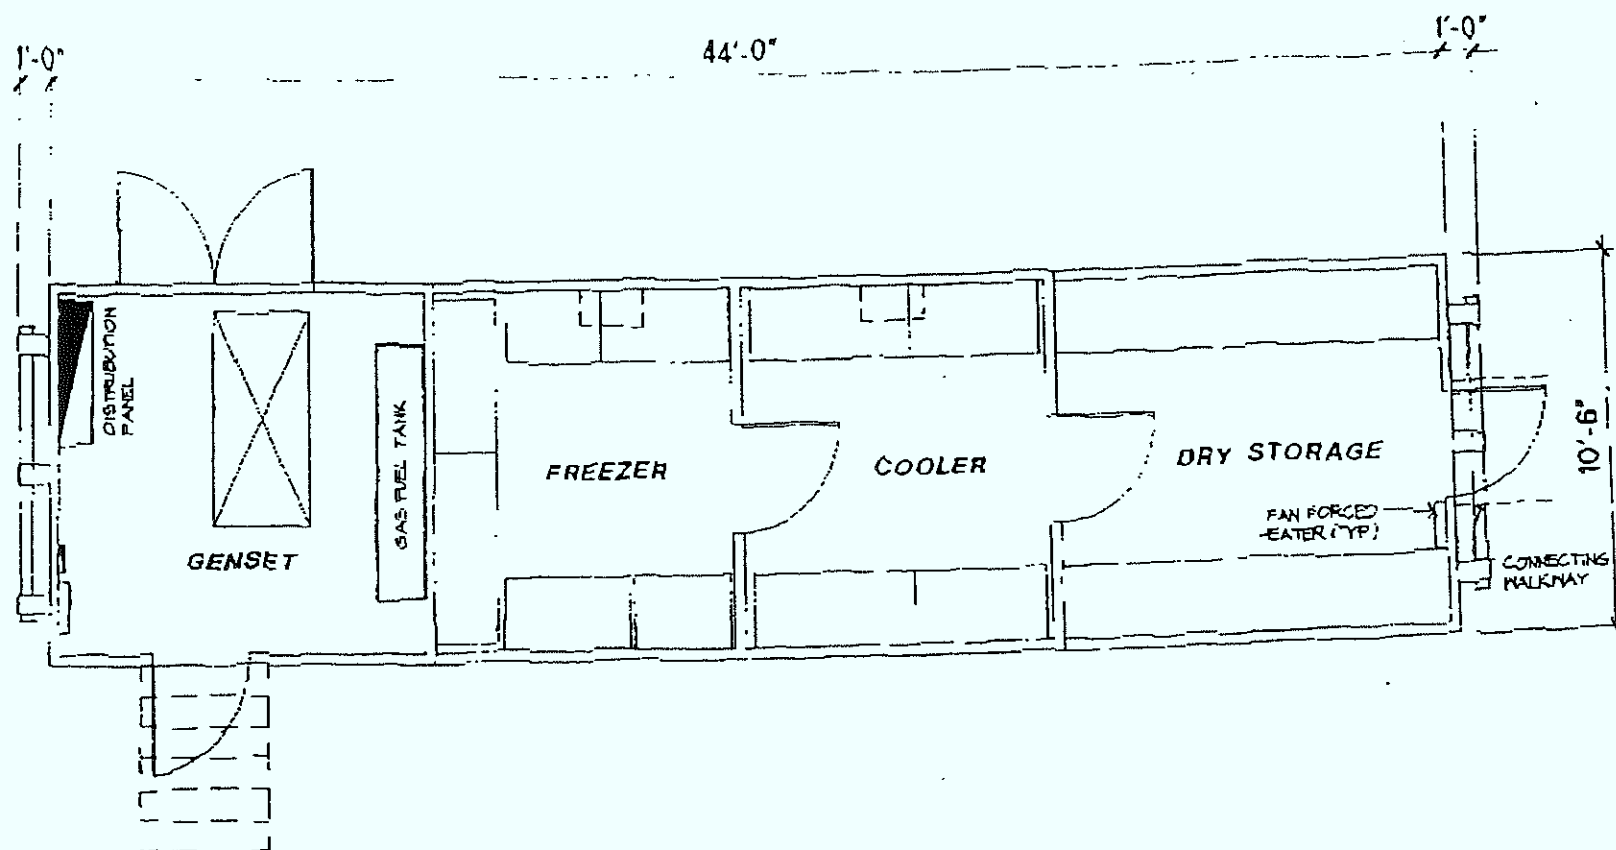 1'-0"
44'-0"
1'-0"
DISTRIBUTION
PANEL
GAS FUEL TANK
FREEZER
COOLER
DRY STORAGE
10'-6"
GENSET
FAN FORCED
EATER (TYP)
CONNECTING
WALKWAY